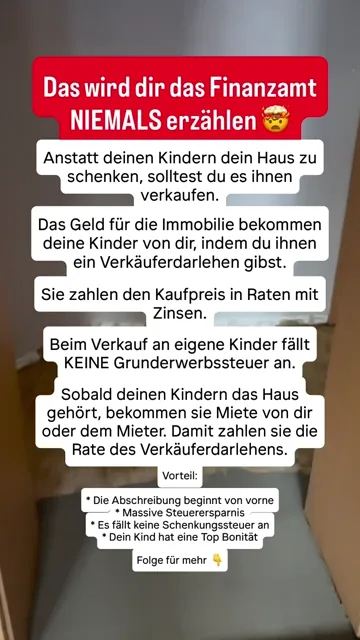 Das wird dir das Finanzamt
NIEMALS erzählen 🤯
Anstatt deinen Kindern dein Haus zu
schenken, solltest du es ihnen
verkaufen.
Das Geld für die Immobilie bekommen
deine Kinder von dir, indem du ihnen
ein Verkäuferdarlehen gibst.
Sie zahlen den Kaufpreis in Raten mit
Zinsen.
Beim Verkauf an eigene Kinder fällt
KEINE Grunderwerbssteuer an.
Sobald deinen Kindern das Haus
gehört, bekommen sie Miete von dir
oder dem Mieter. Damit zahlen sie die
Rate des Verkäuferdarlehens.
Vorteil:
* Die Abschreibung beginnt von vorne
* Massive Steuerersparnis
* Es fällt keine Schenkungssteuer an
* Dein Kind hat eine Top Bonität
Folge für mehr 👇